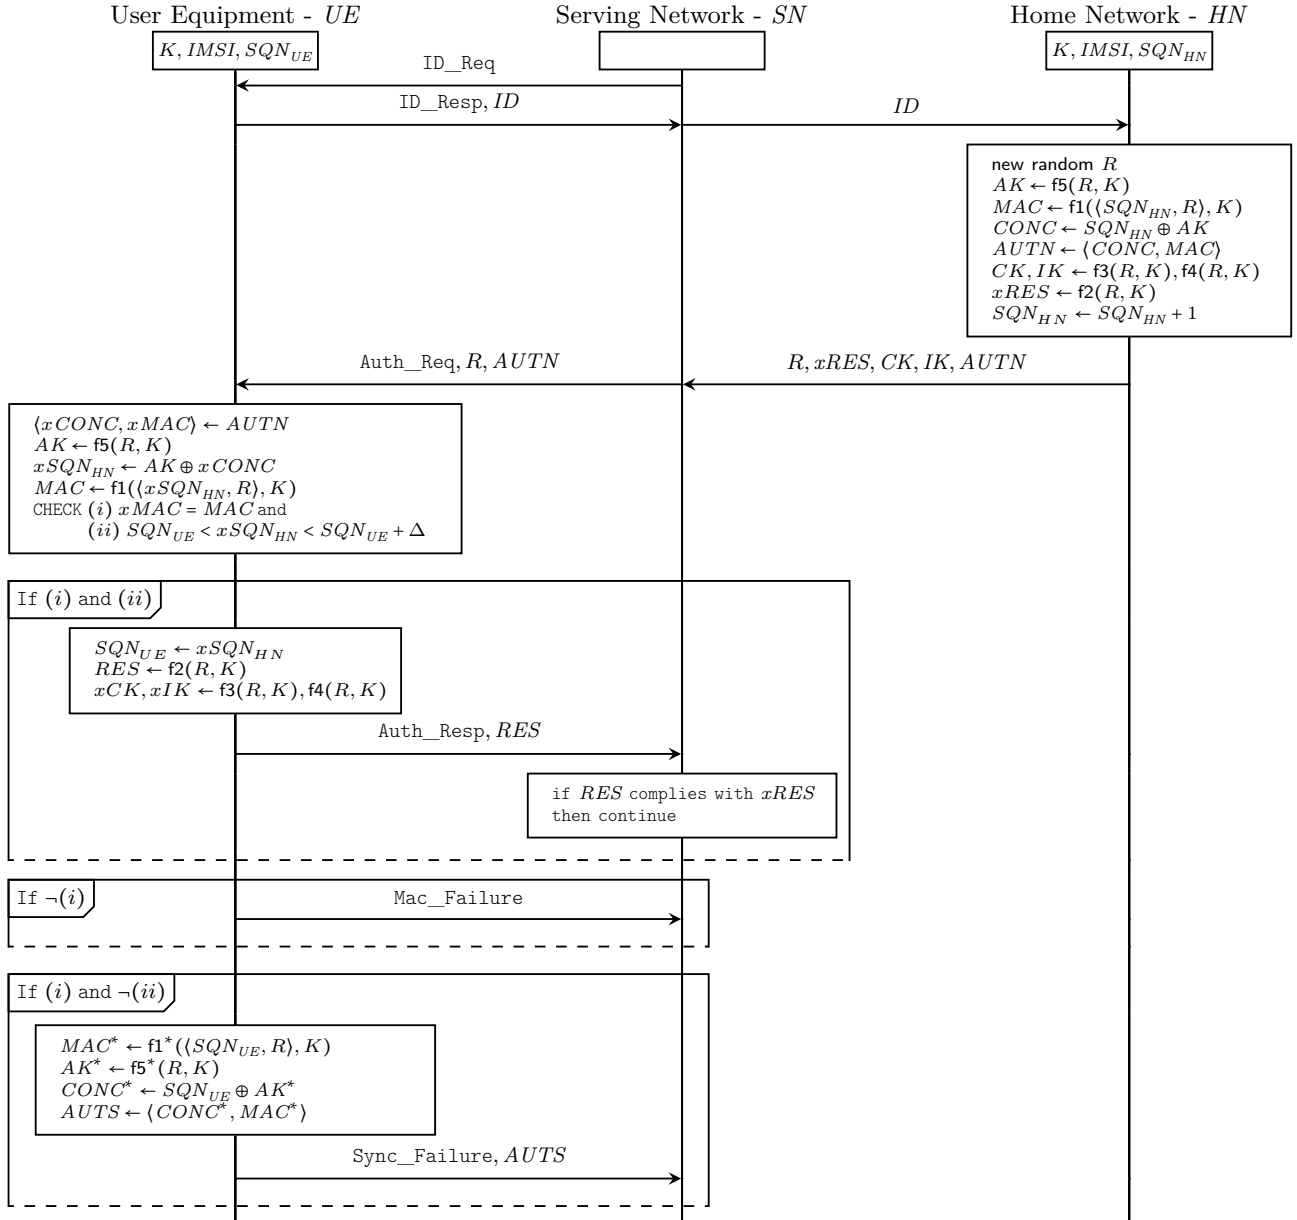 User Equipment - UE
Serving Network - SN
Home Network - HN
K, IMSI, SQN_UE
K, IMSI, SQN_HN
ID_Req
ID_Resp, ID
ID
new random R
AK ← f5(R, K)
MAC ← f1(⟨SQN_HN, R⟩, K)
CONC ← SQN_HN ⊕ AK
AUTN ← ⟨CONC, MAC⟩
CK, IK ← f3(R, K), f4(R, K)
xRES ← f2(R, K)
SQN_HN ← SQN_HN + 1
Auth_Req, R, AUTN
R, xRES, CK, IK, AUTN
⟨xCONC, xMAC⟩ ← AUTN
AK ← f5(R, K)
xSQN_HN ← AK ⊕ xCONC
MAC ← f1(⟨xSQN_HN, R⟩, K)
CHECK (i) xMAC = MAC and
(ii) SQN_UE < xSQN_HN < SQN_UE + Δ
If (i) and (ii)
SQN_UE ← xSQN_HN
RES ← f2(R, K)
xCK, xIK ← f3(R, K), f4(R, K)
Auth_Resp, RES
if RES complies with xRES
then continue
If ¬(i)
Mac_Failure
If (i) and ¬(ii)
MAC* ← f1*(⟨SQN_UE, R⟩, K)
AK* ← f5*(R, K)
CONC* ← SQN_UE ⊕ AK*
AUTS ← ⟨CONC*, MAC*⟩
Sync_Failure, AUTS